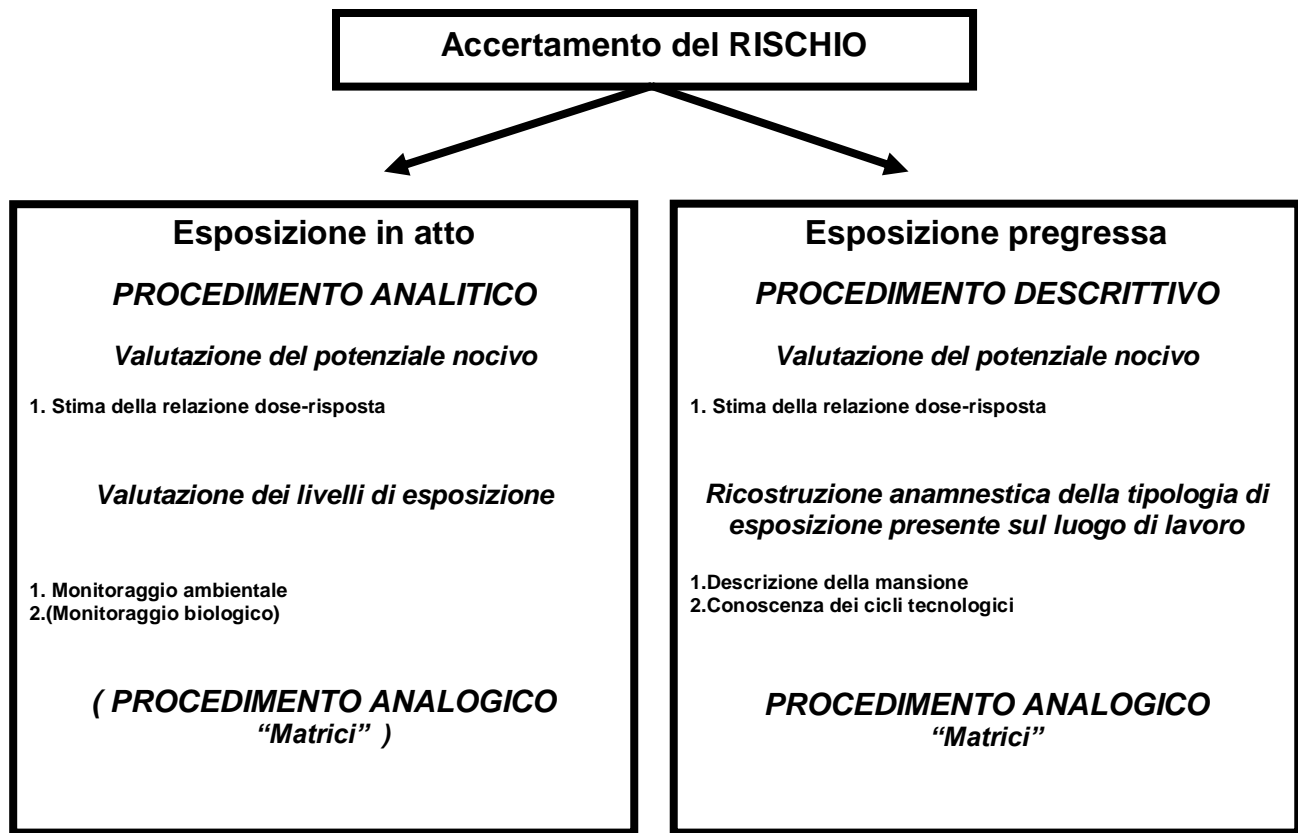 Accertamento del RISCHIO
Esposizione in atto
PROCEDIMENTO ANALITICO
Valutazione del potenziale nocivo
1. Stima della relazione dose-risposta
Valutazione dei livelli di esposizione
1. Monitoraggio ambientale
2.(Monitoraggio biologico)
( PROCEDIMENTO ANALOGICO
“Matrici” )
Esposizione pregressa
PROCEDIMENTO DESCRITTIVO
Valutazione del potenziale nocivo
1. Stima della relazione dose-risposta
Ricostruzione anamnestica della tipologia di
esposizione presente sul luogo di lavoro
1.Descrizione della mansione
2.Conoscenza dei cicli tecnologici
PROCEDIMENTO ANALOGICO
“Matrici”